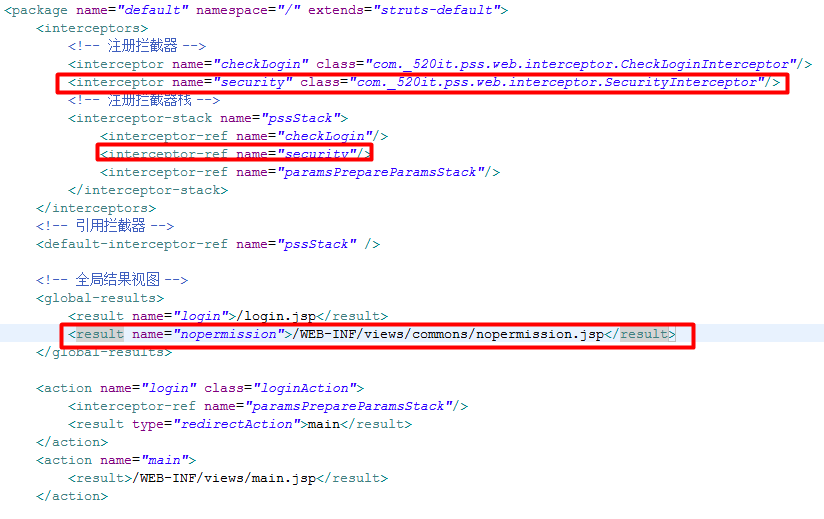 <package name="default" namespace="/" extends="struts-default">
<interceptors>
<!-- 注册拦截器 -->
<interceptor name="checkLogin" class="com._520it.pss.web.interceptor.CheckLoginInterceptor"/>
<interceptor name="security" class="com._520it.pss.web.interceptor.SecurityInterceptor"/>
<!-- 注册拦截器栈 -->
<interceptor-stack name="pssStack">
<interceptor-ref name="checkLogin"/>
<interceptor-ref name="security"/>
<interceptor-ref name="paramsPrepareParamsStack"/>
</interceptor-stack>
</interceptors>
<!-- 引用拦截器 -->
<default-interceptor-ref name="pssStack" />
<!-- 全局结果视图 -->
<global-results>
<result name="login">/login.jsp</result>
<result name="nopermission">/WEB-INF/views/commons/nopermission.jsp</result>
</global-results>
<action name="login" class="loginAction">
<interceptor-ref name="paramsPrepareParamsStack"/>
<result type="redirectAction">main</result>
</action>
<action name="main">
<result>/WEB-INF/views/main.jsp</result>
</action>